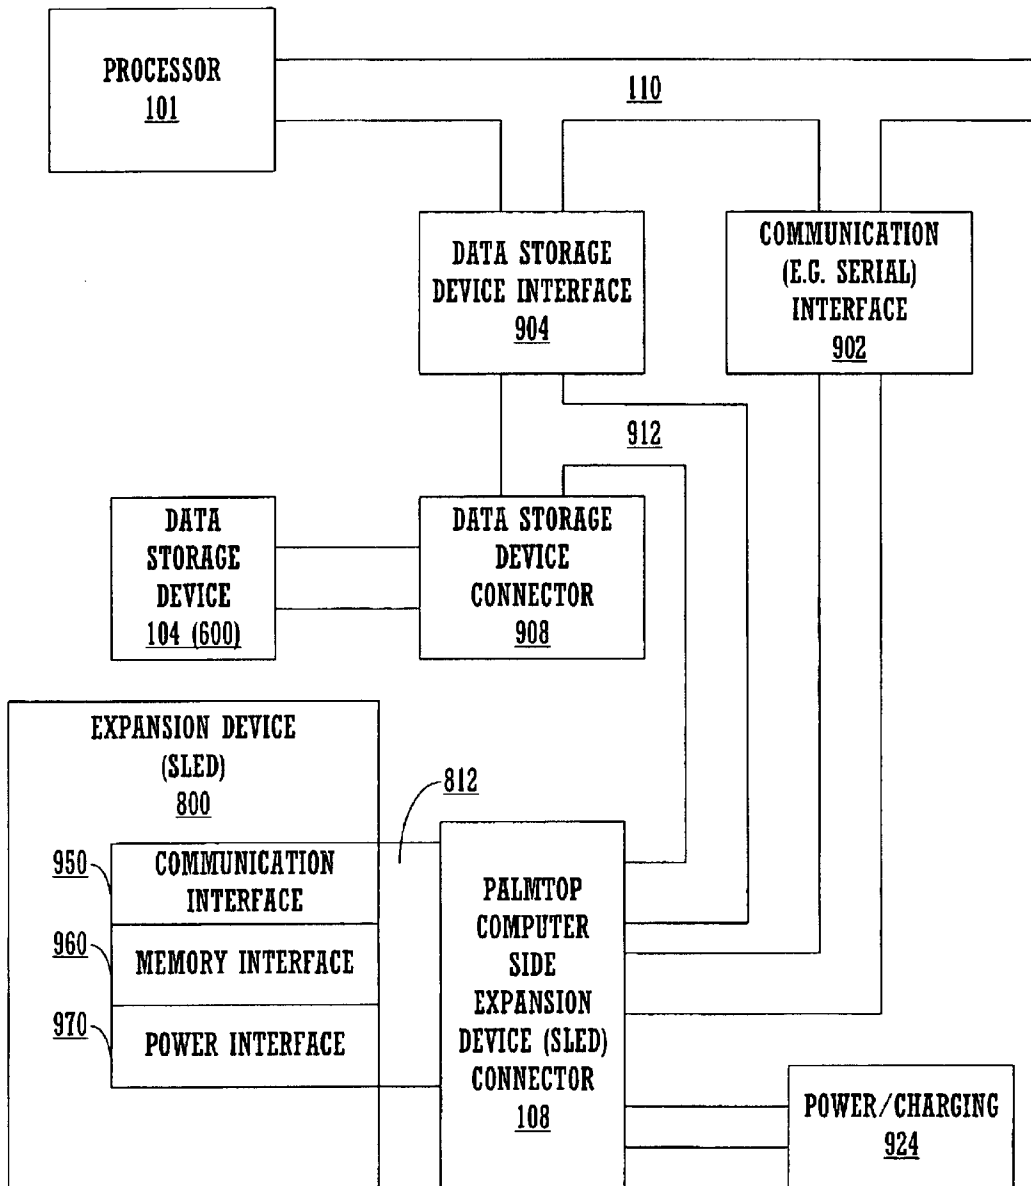 PROCESSOR
101
110
DATA STORAGE
DEVICE INTERFACE
904
COMMUNICATION
(E.G. SERIAL)
INTERFACE
902
912
DATA
STORAGE
DEVICE
104 (600)
DATA STORAGE
DEVICE
CONNECTOR
908
EXPANSION DEVICE
(SLED)
800
812
950
COMMUNICATION
INTERFACE
960
MEMORY INTERFACE
970
POWER INTERFACE
PALMTOP
COMPUTER
SIDE
EXPANSION
DEVICE (SLED)
CONNECTOR
108
POWER/CHARGING
924